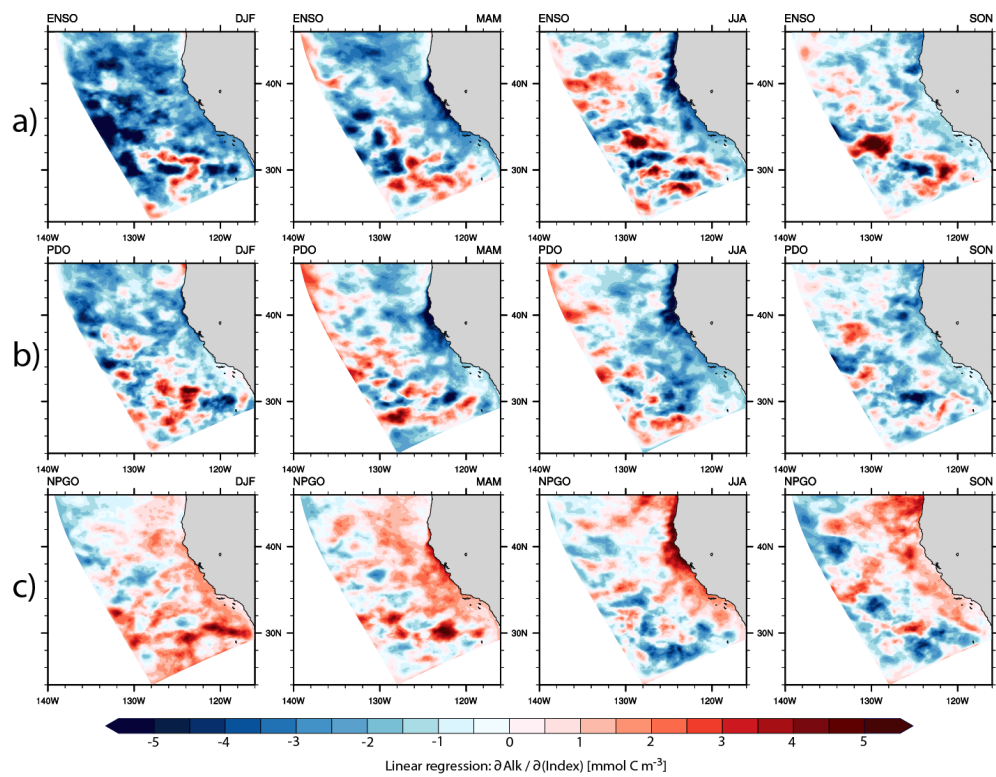 ENSO DJF ENSO MAM ENSO JJA ENSO SON
40N 40N 40N
a)
30N 30N 30N
140W 130W 120W 140W 130W 120W 140W 130W 120W 140W 130W 120W
PDO DJF PDO MAM PDO JJA PDO SON
40N 40N 40N
b)
30N 30N 30N
140W 130W 120W 140W 130W 120W 140W 130W 120W 140W 130W 120W
NPGO DJF NPGO MAM NPGO JJA NPGO SON
40N 40N 40N
c)
30N 30N 30N
140W 130W 120W 140W 130W 120W 140W 130W 120W 140W 130W 120W
-5 -4 -3 -2 -1 0 1 2 3 4 5
Linear regression: ∂Alk / ∂(Index) [mmol C m⁻³]